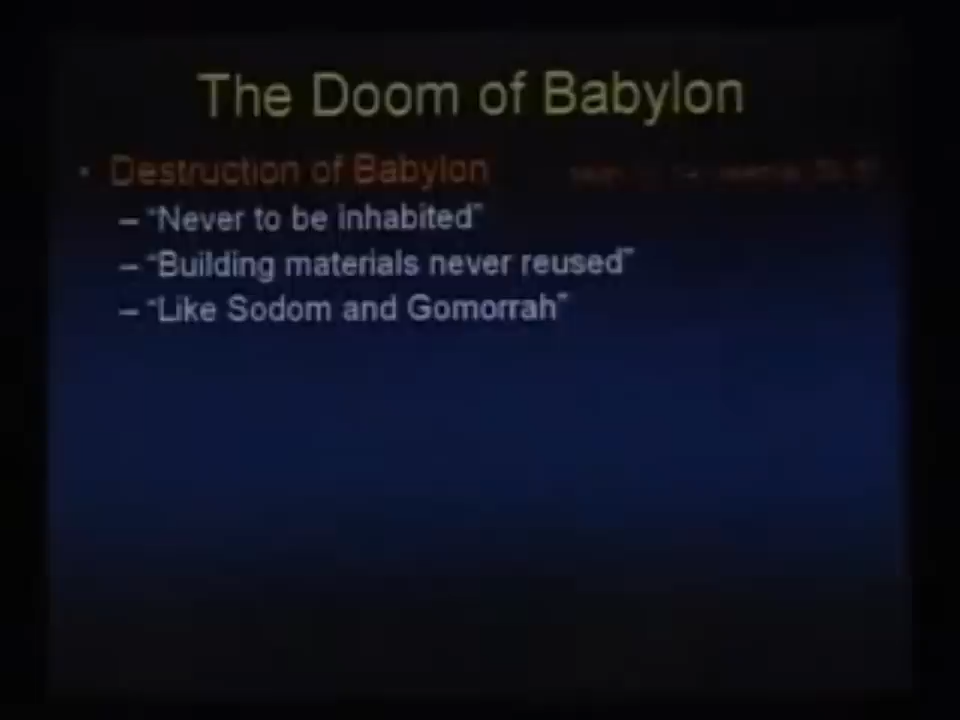 The Doom of Babylon
• Destruction of Babylon
– “Never to be inhabited”
– “Building materials never reused”
– “Like Sodom and Gomorrah”